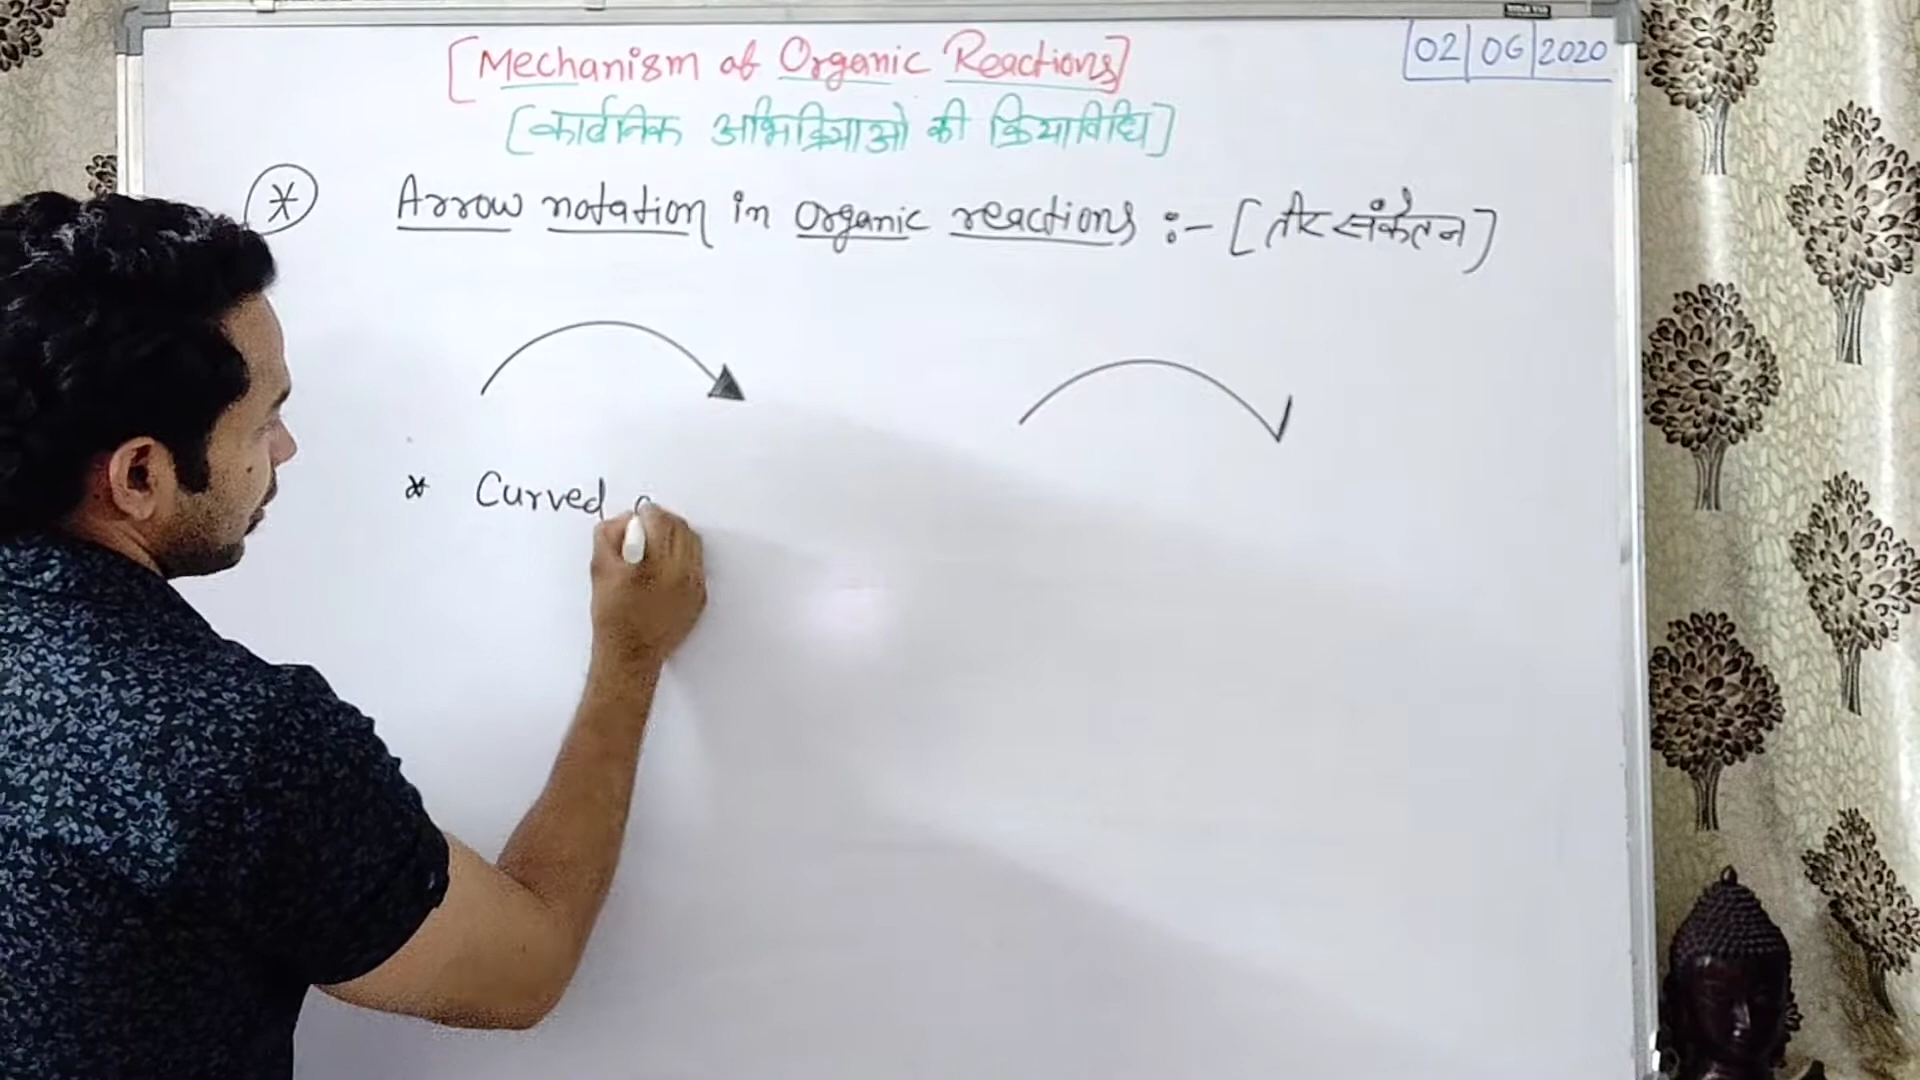 [Mechanism of Organic Reactions]
02|06|2020
[कार्बनिक अभिक्रियाओ की क्रियाविधि]
* Arrow notation in organic reactions :- [तीर संकेतन]
* Curved